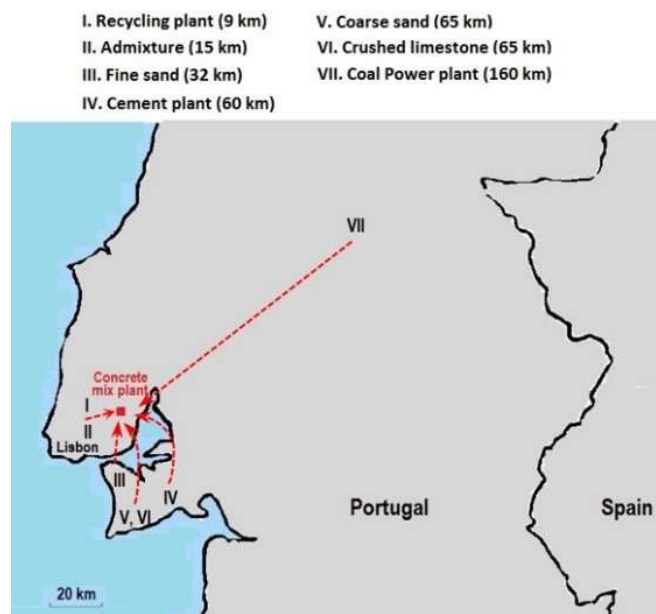 I. Recycling plant (9 km)
II. Admixture (15 km)
III. Fine sand (32 km)
IV. Cement plant (60 km)
V. Coarse sand (65 km)
VI. Crushed limestone (65 km)
VII. Coal Power plant (160 km)
VII
Concrete
mix plant
I
II
Lisbon
III
IV
V, VI
Portugal
Spain
20 km